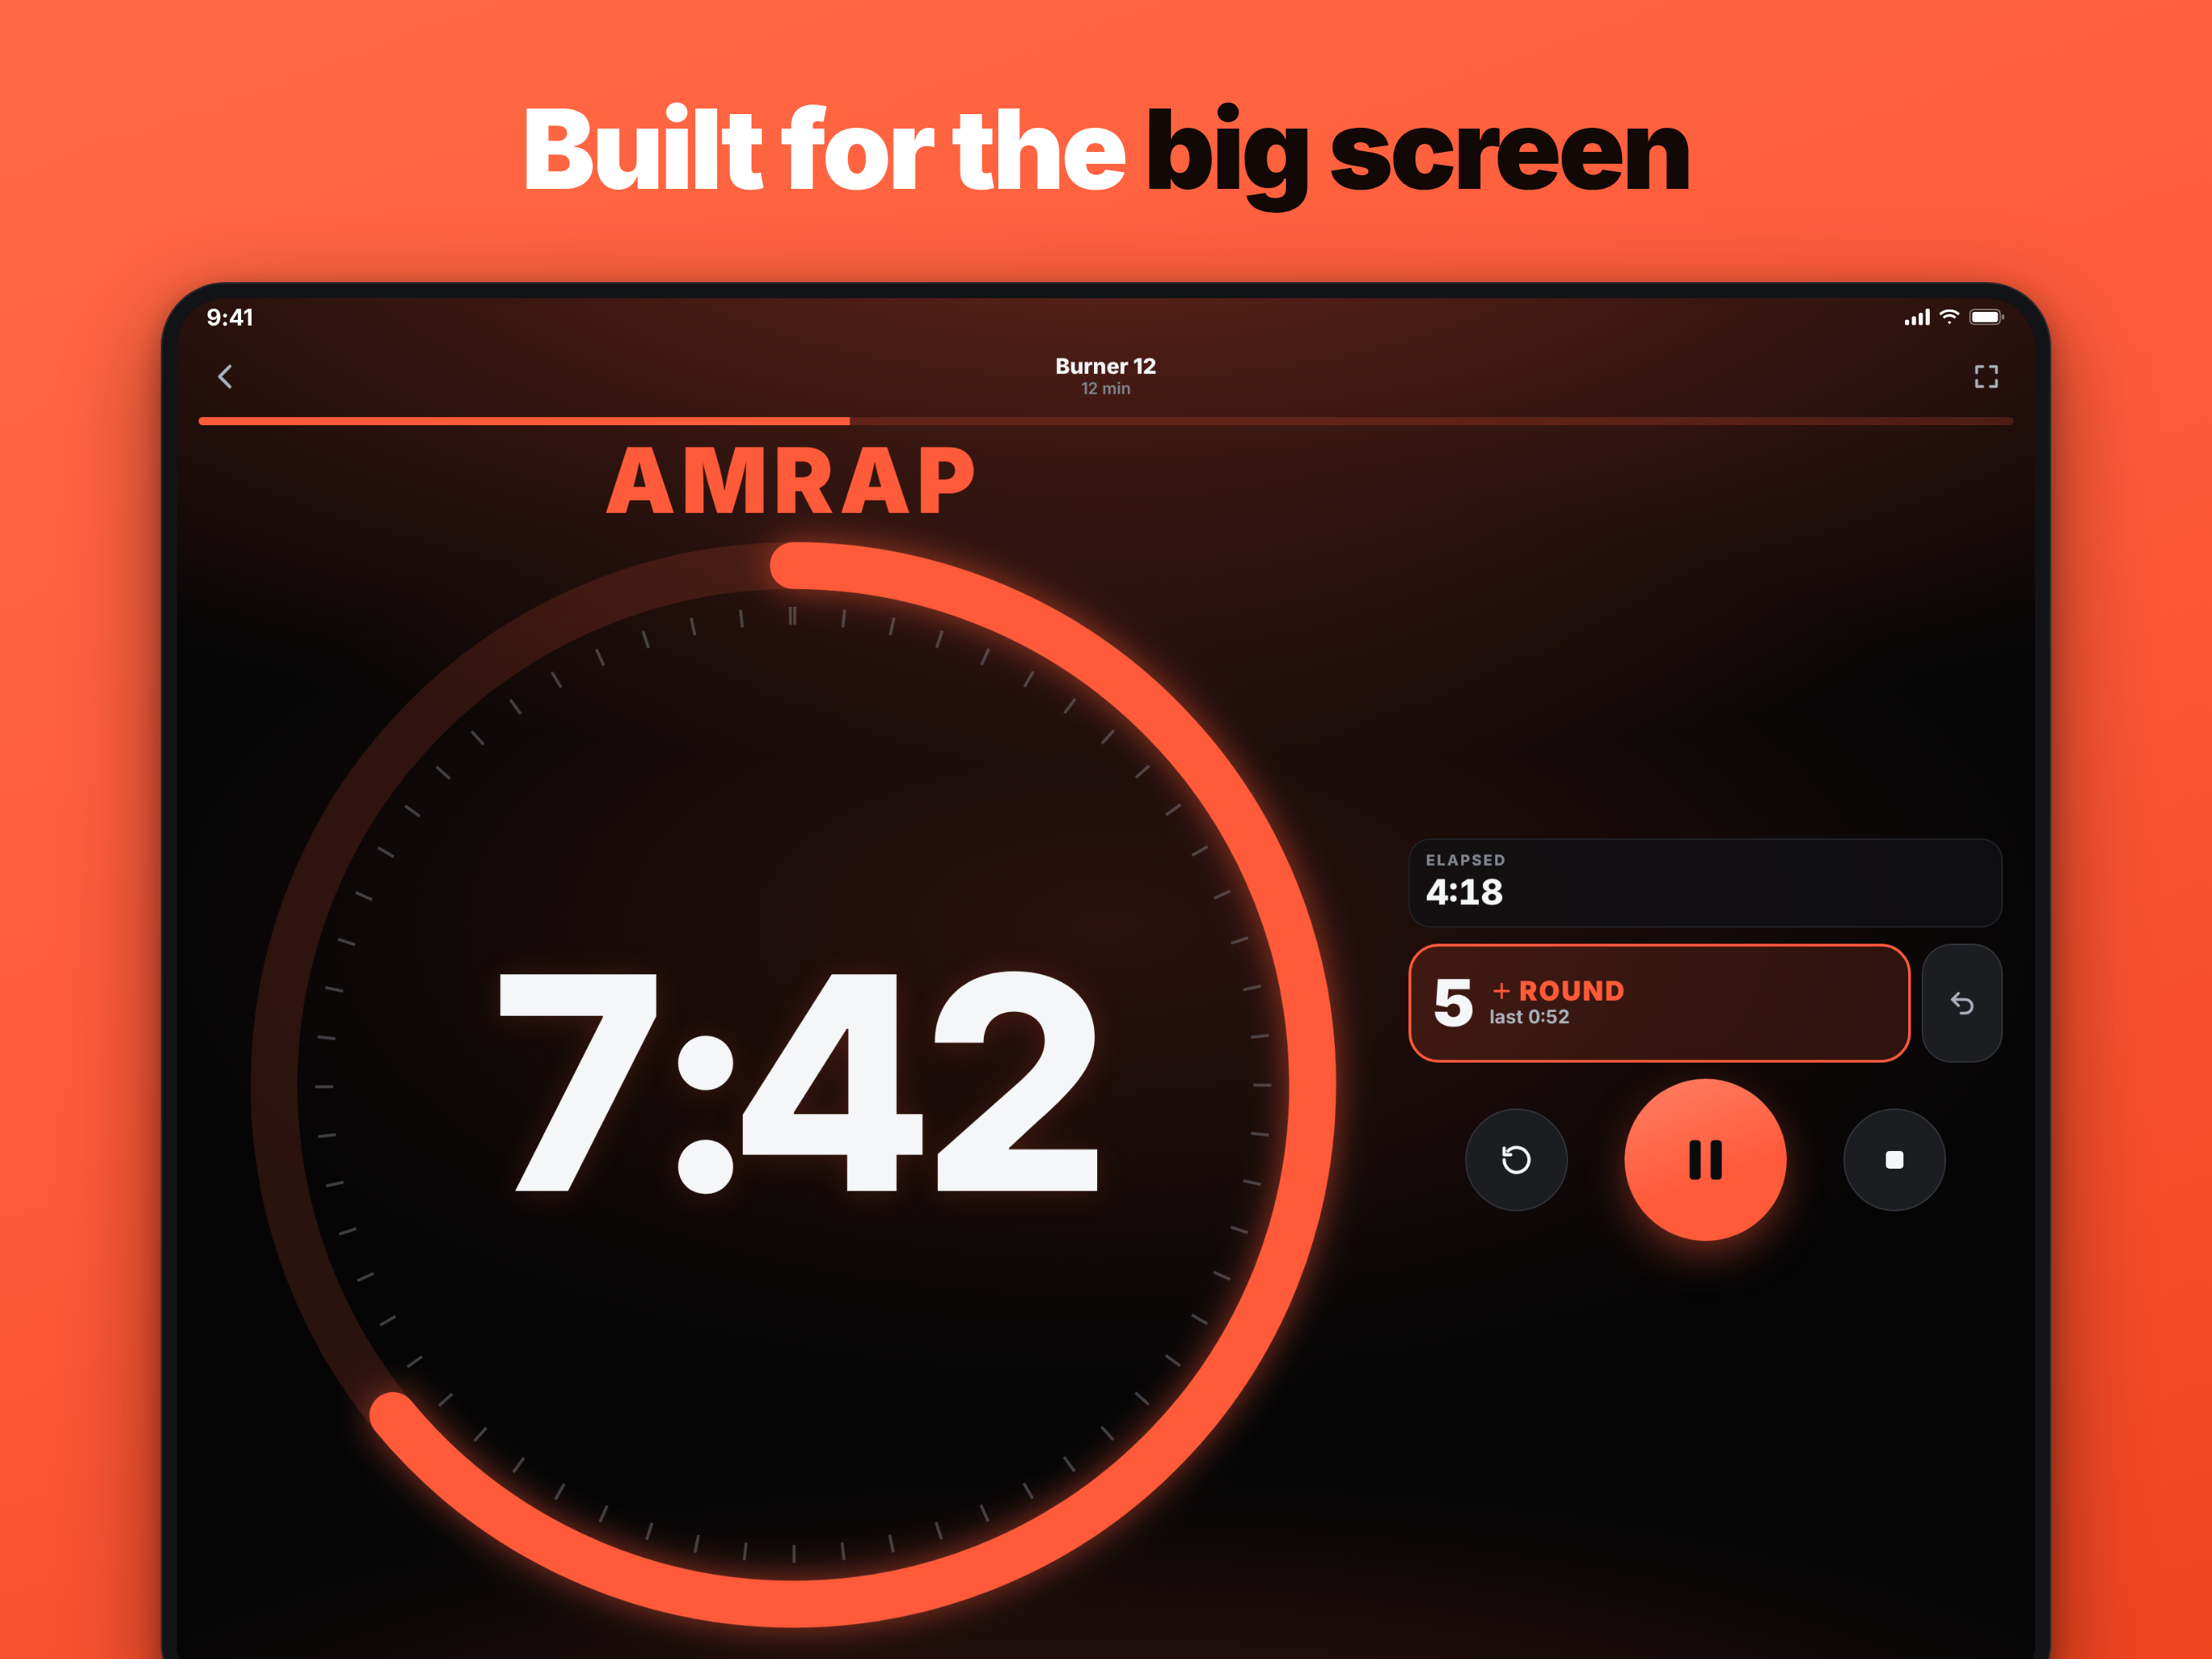 Built for the big screen
9:41
Burner 12
12 min
AMRAP
7:42
ELAPSED
4:18
5 + ROUND
last 0:52